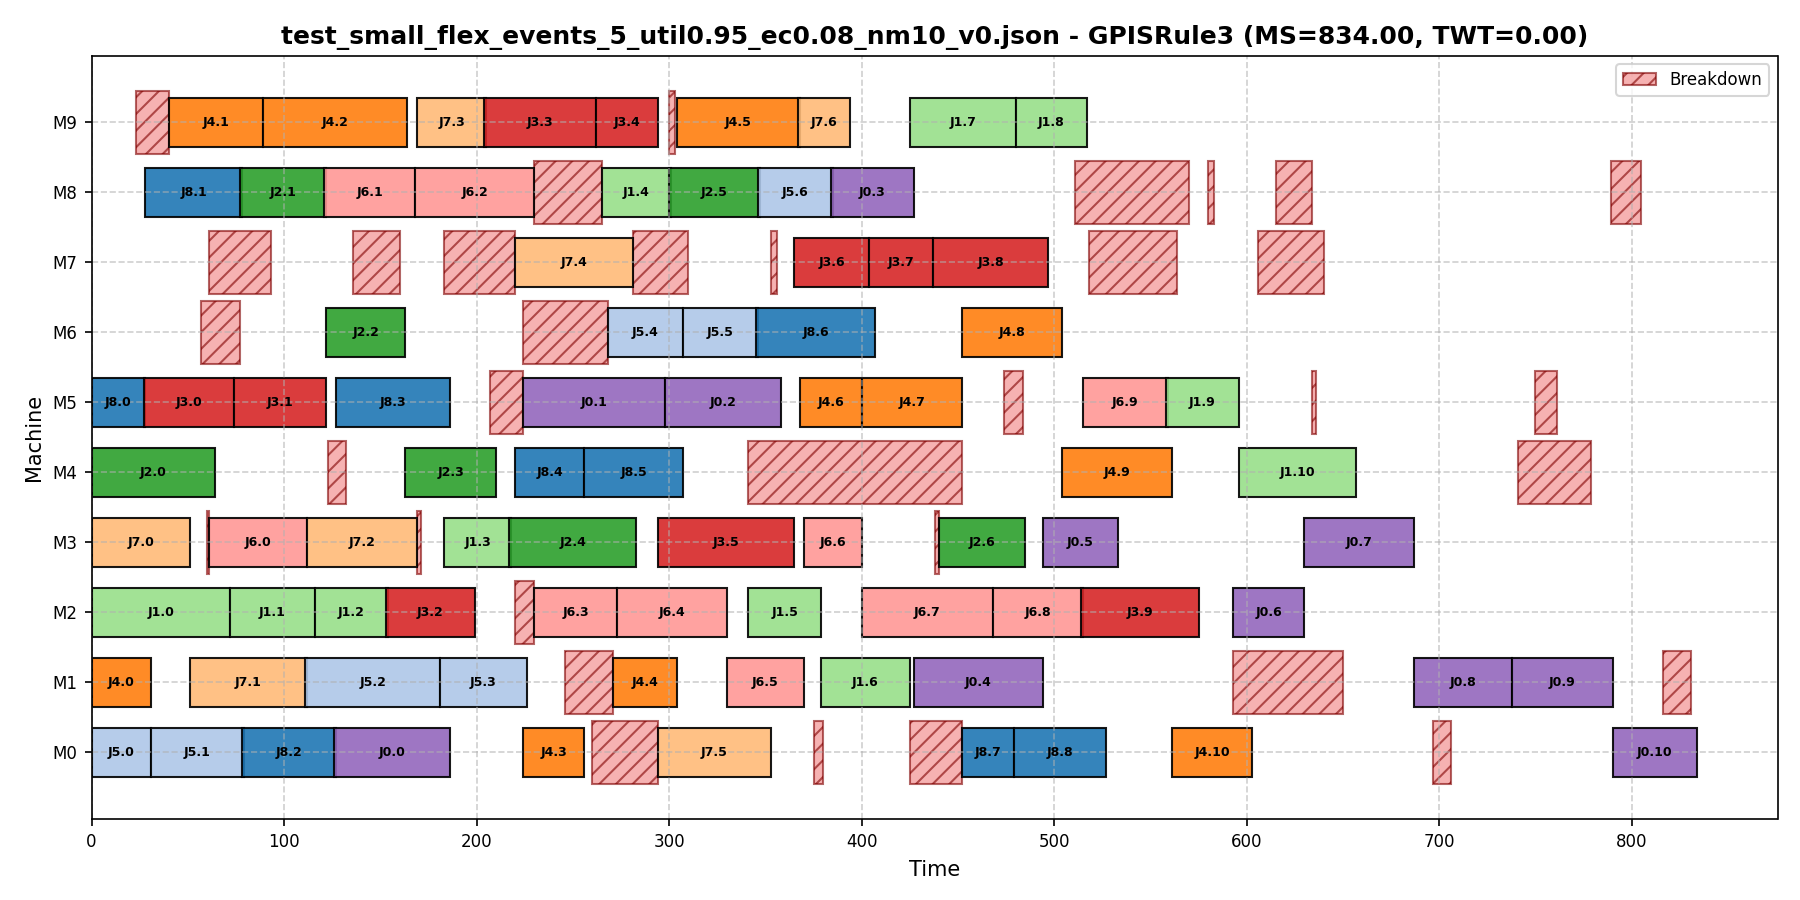 test_small_flex_events_5_util0.95_ec0.08_nm10_v0.json - GPISRule3 (MS=834.00, TWT=0.00)
Breakdown
M9 J4.1 J4.2 J7.3 J3.3 J3.4 J4.5 J7.6 J1.7 J1.8
M8 J8.1 J2.1 J6.1 J6.2 J1.4 J2.5 J5.6 J0.3
M7 J7.4 J3.6 J3.7 J3.8
M6 J2.2 J5.4 J5.5 J8.6 J4.8
M5 J8.0 J3.0 J3.1 J8.3 J0.1 J0.2 J4.6 J4.7 J6.9 J1.9
M4 J2.0 J2.3 J8.4 J8.5 J4.9 J1.10
M3 J7.0 J6.0 J7.2 J1.3 J2.4 J3.5 J6.6 J2.6 J0.5 J0.7
M2 J1.0 J1.1 J1.2 J3.2 J6.3 J6.4 J1.5 J6.7 J6.8 J3.9 J0.6
M1 J4.0 J7.1 J5.2 J5.3 J4.4 J6.5 J1.6 J0.4 J0.8 J0.9
M0 J5.0 J5.1 J8.2 J0.0 J4.3 J7.5 J8.7 J8.8 J4.10 J0.10
0 100 200 300 400 500 600 700 800
Time
Machine